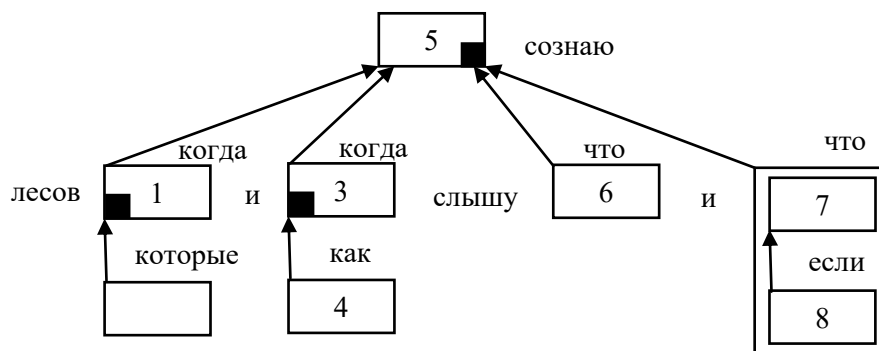 5 сознаю
когда когда что что
лесов 1 и 3 слышу 6 и 7
которые как если
4 8